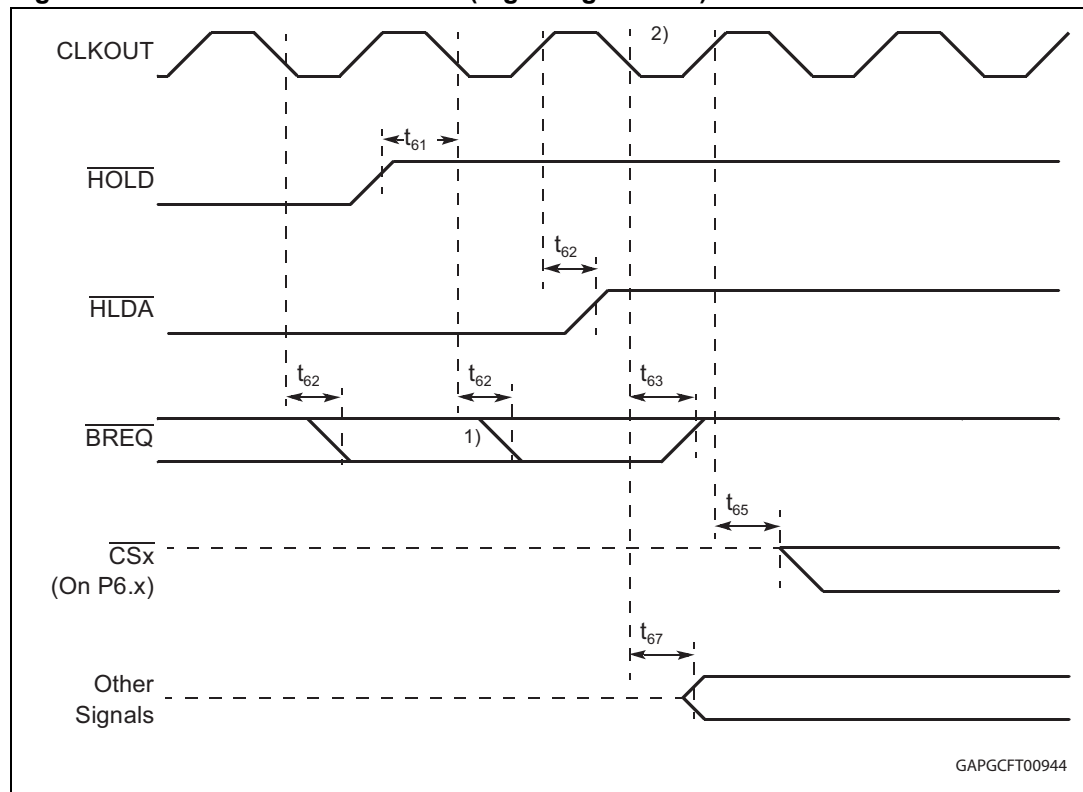 CLKOUT
2)
t61
HOLD
t62
HLDA
t62
t62
t63
BREQ
1)
t65
CSx
(On P6.x)
t67
Other
Signals
GAPGCFT00944